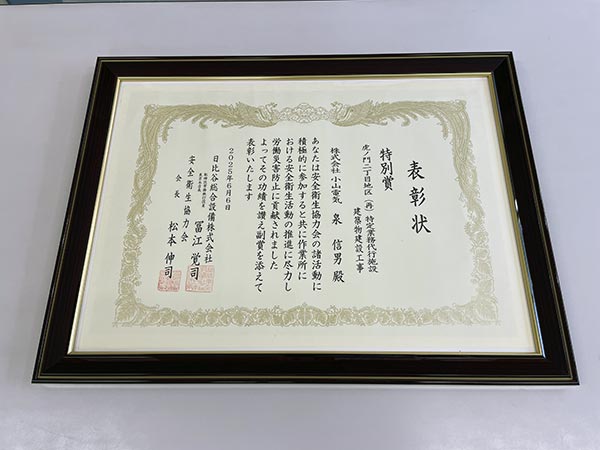 表彰状
特別賞
虎ノ門二丁目地区(再)特定業務代行施設
建築物建設工事
株式会社小山電気 泉 信男 殿
あなたは安全衛生協力会の諸活動に
積極的に参加すると共に作業所に
おける安全衛生活動の推進に尽力し
労働災害防止に貢献されました
よってその功績を讃え副賞を添えて
表彰いたします
2025年6月6日
日比谷総合設備株式会社
冨江覚司
安全衛生協力会
会長 松本伸司